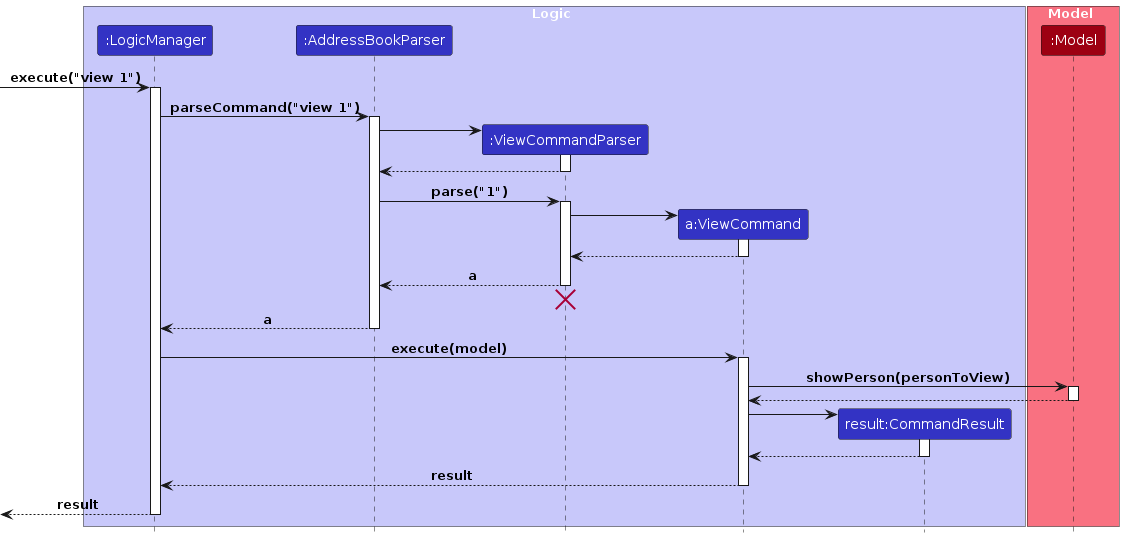 Logic
Model
:LogicManager
:AddressBookParser
:Model
execute("view 1")
parseCommand("view 1")
:ViewCommandParser
parse("1")
a:ViewCommand
a
a
execute(model)
showPerson(personToView)
result:CommandResult
result
result